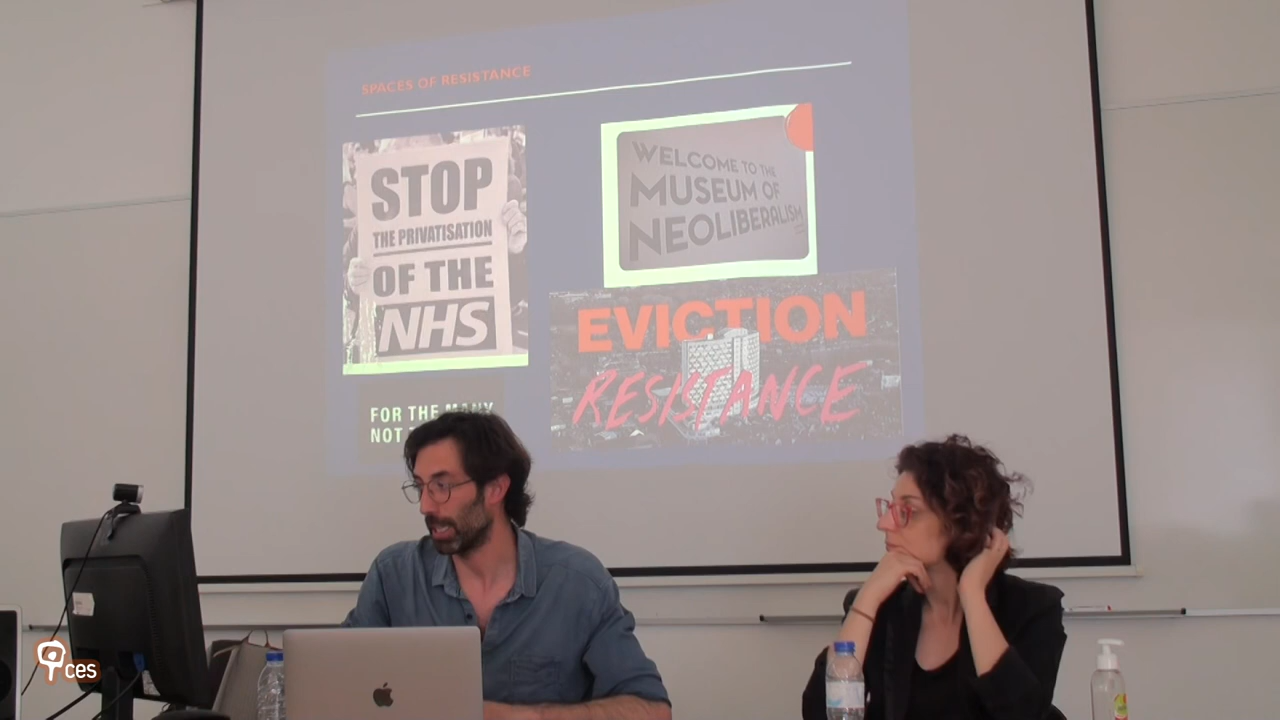 SPACES OF RESISTANCE
STOP
THE PRIVATISATION
OF THE
NHS
WELCOME TO THE
MUSEUM OF
NEOLIBERALISM
EVICTION
RESISTANCE
FOR THE MANY
NOT
ces